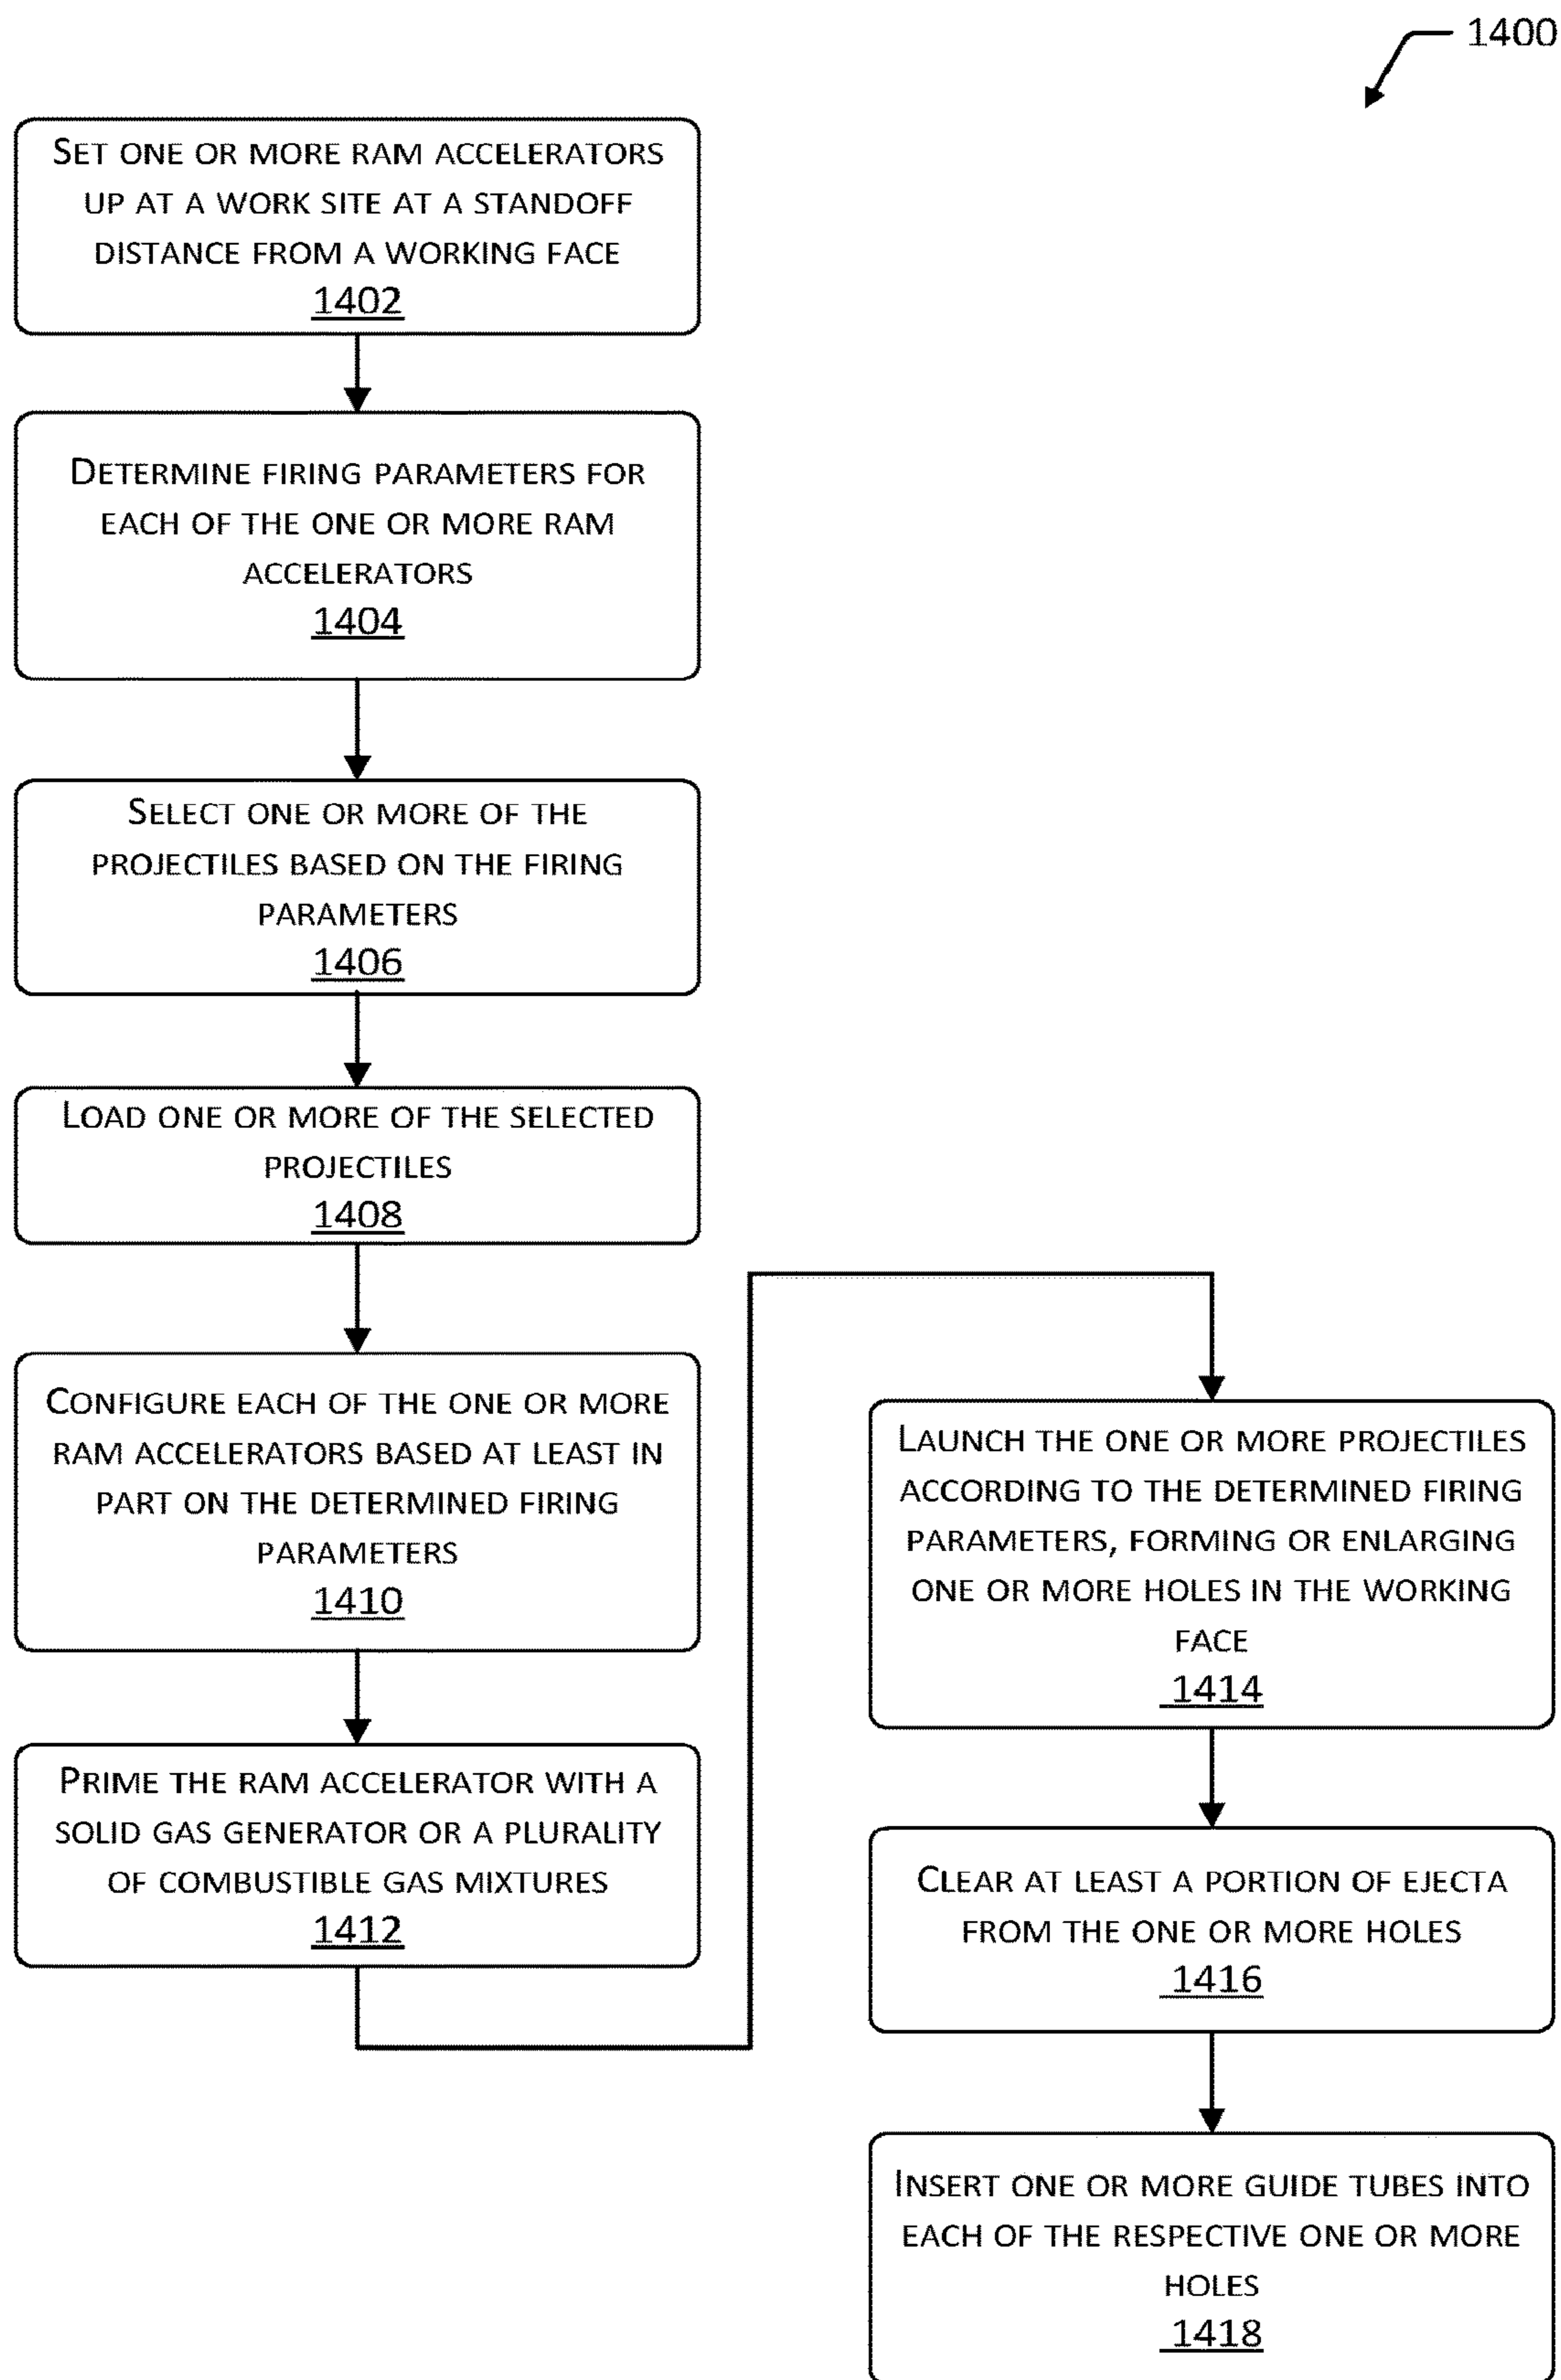 1400
SET ONE OR MORE RAM ACCELERATORS
UP AT A WORK SITE AT A STANDOFF
DISTANCE FROM A WORKING FACE
1402
DETERMINE FIRING PARAMETERS FOR
EACH OF THE ONE OR MORE RAM
ACCELERATORS
1404
SELECT ONE OR MORE OF THE
PROJECTILES BASED ON THE FIRING
PARAMETERS
1406
LOAD ONE OR MORE OF THE SELECTED
PROJECTILES
1408
CONFIGURE EACH OF THE ONE OR MORE
RAM ACCELERATORS BASED AT LEAST IN
PART ON THE DETERMINED FIRING
PARAMETERS
1410
PRIME THE RAM ACCELERATOR WITH A
SOLID GAS GENERATOR OR A PLURALITY
OF COMBUSTIBLE GAS MIXTURES
1412
LAUNCH THE ONE OR MORE PROJECTILES
ACCORDING TO THE DETERMINED FIRING
PARAMETERS, FORMING OR ENLARGING
ONE OR MORE HOLES IN THE WORKING
FACE
1414
CLEAR AT LEAST A PORTION OF EJECTA
FROM THE ONE OR MORE HOLES
1416
INSERT ONE OR MORE GUIDE TUBES INTO
EACH OF THE RESPECTIVE ONE OR MORE
HOLES
1418